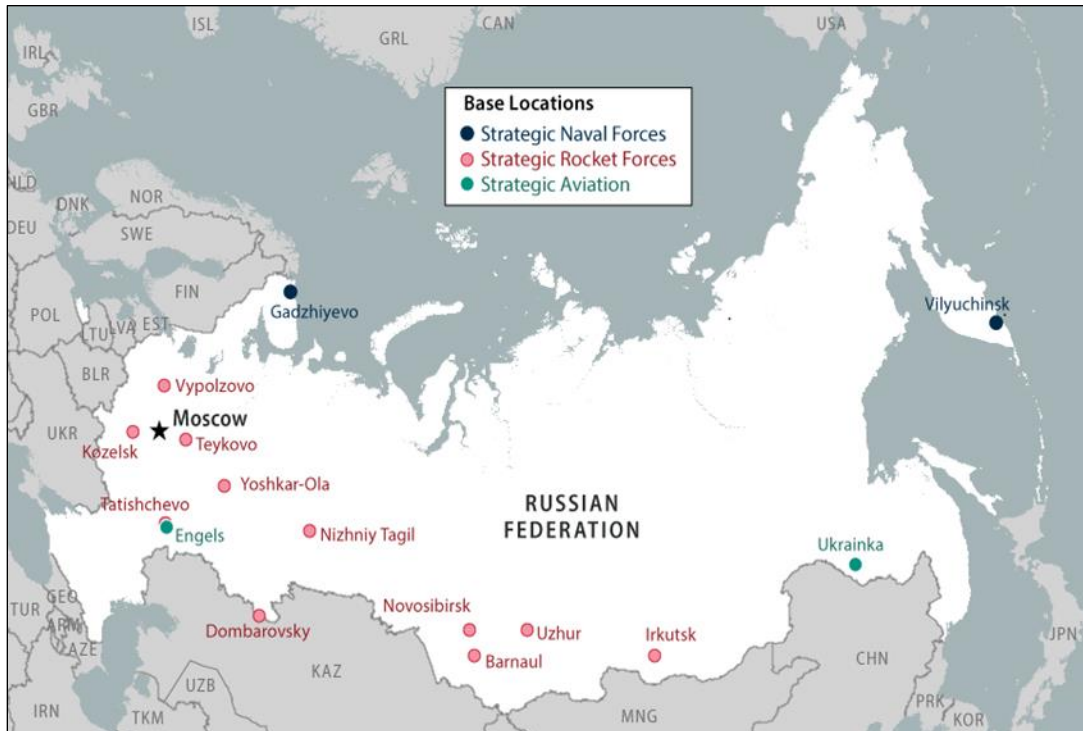 ISL
GRL
CAN
USA
IRL
GBR
Base Locations
Strategic Naval Forces
Strategic Rocket Forces
Strategic Aviation
NLD
DNK
NOR
DEU
SWE
FIN
Gadzhiyevo
Vilyuchinsk
POL
LTU
LVA
EST
BLR
Vypolzovo
Moscow
UKR
Kozelsk
Teykovo
Yoshkar-Ola
Tatishchevo
Engels
Nizhniy Tagil
RUSSIAN
FEDERATION
Ukrainka
GEO
TUR
ARM
AZE
Dombarovsky
Novosibirsk
Uzhur
Irkutsk
Barnaul
KAZ
CHN
JPN
UZB
IRN
TKM
MNG
PRK
KOR